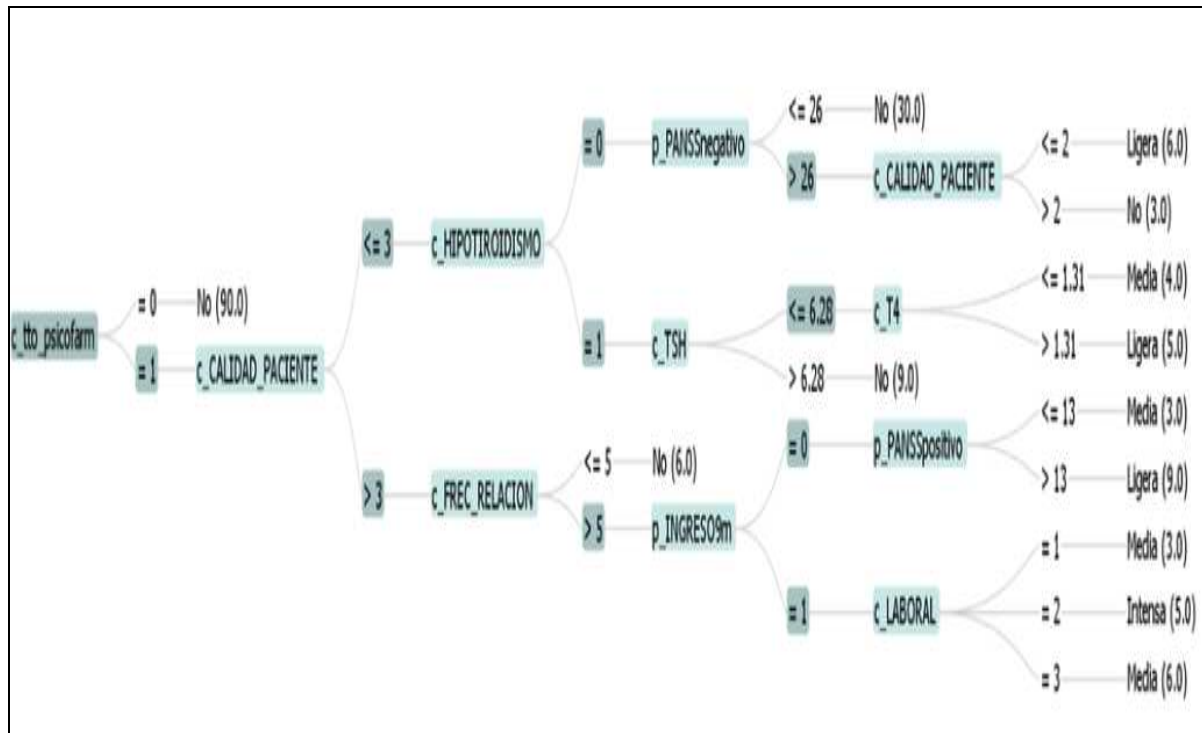 c_tto_psicofarm
= 0 No (90.0)
= 1 c_CALIDAD_PACIENTE
<= 3 c_HIPOTIROIDISMO
= 0 p_PANSSnegativo
<= 26 No (30.0)
> 26 c_CALIDAD_PACIENTE
<= 2 Ligera (6.0)
> 2 No (3.0)
= 1 c_TSH
<= 6.28 c_T4
<= 1.31 Media (4.0)
> 1.31 Ligera (5.0)
> 6.28 No (9.0)
> 3 c_FREC_RELACION
<= 5 No (6.0)
> 5 p_INGRESO9m
= 0 p_PANSSpositivo
<= 13 Media (3.0)
> 13 Ligera (9.0)
= 1 c_LABORAL
= 1 Media (3.0)
= 2 Intensa (5.0)
= 3 Media (6.0)